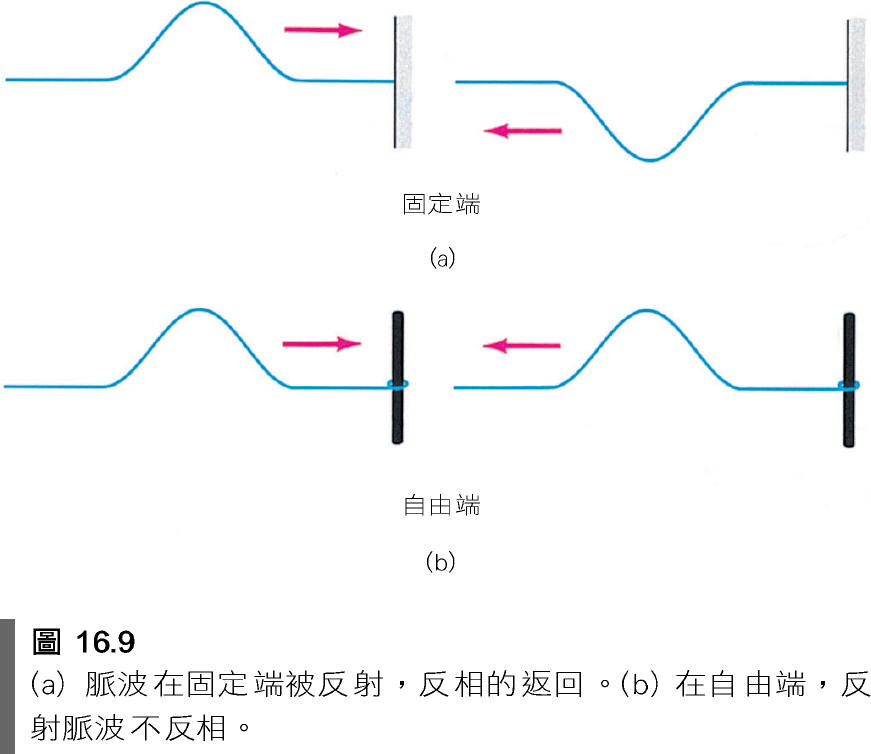 固定端
(a)
自由端
(b)
圖 16.9
(a) 脈波在固定端被反射，反相的返回。(b) 在自由端，反
射脈波不反相。